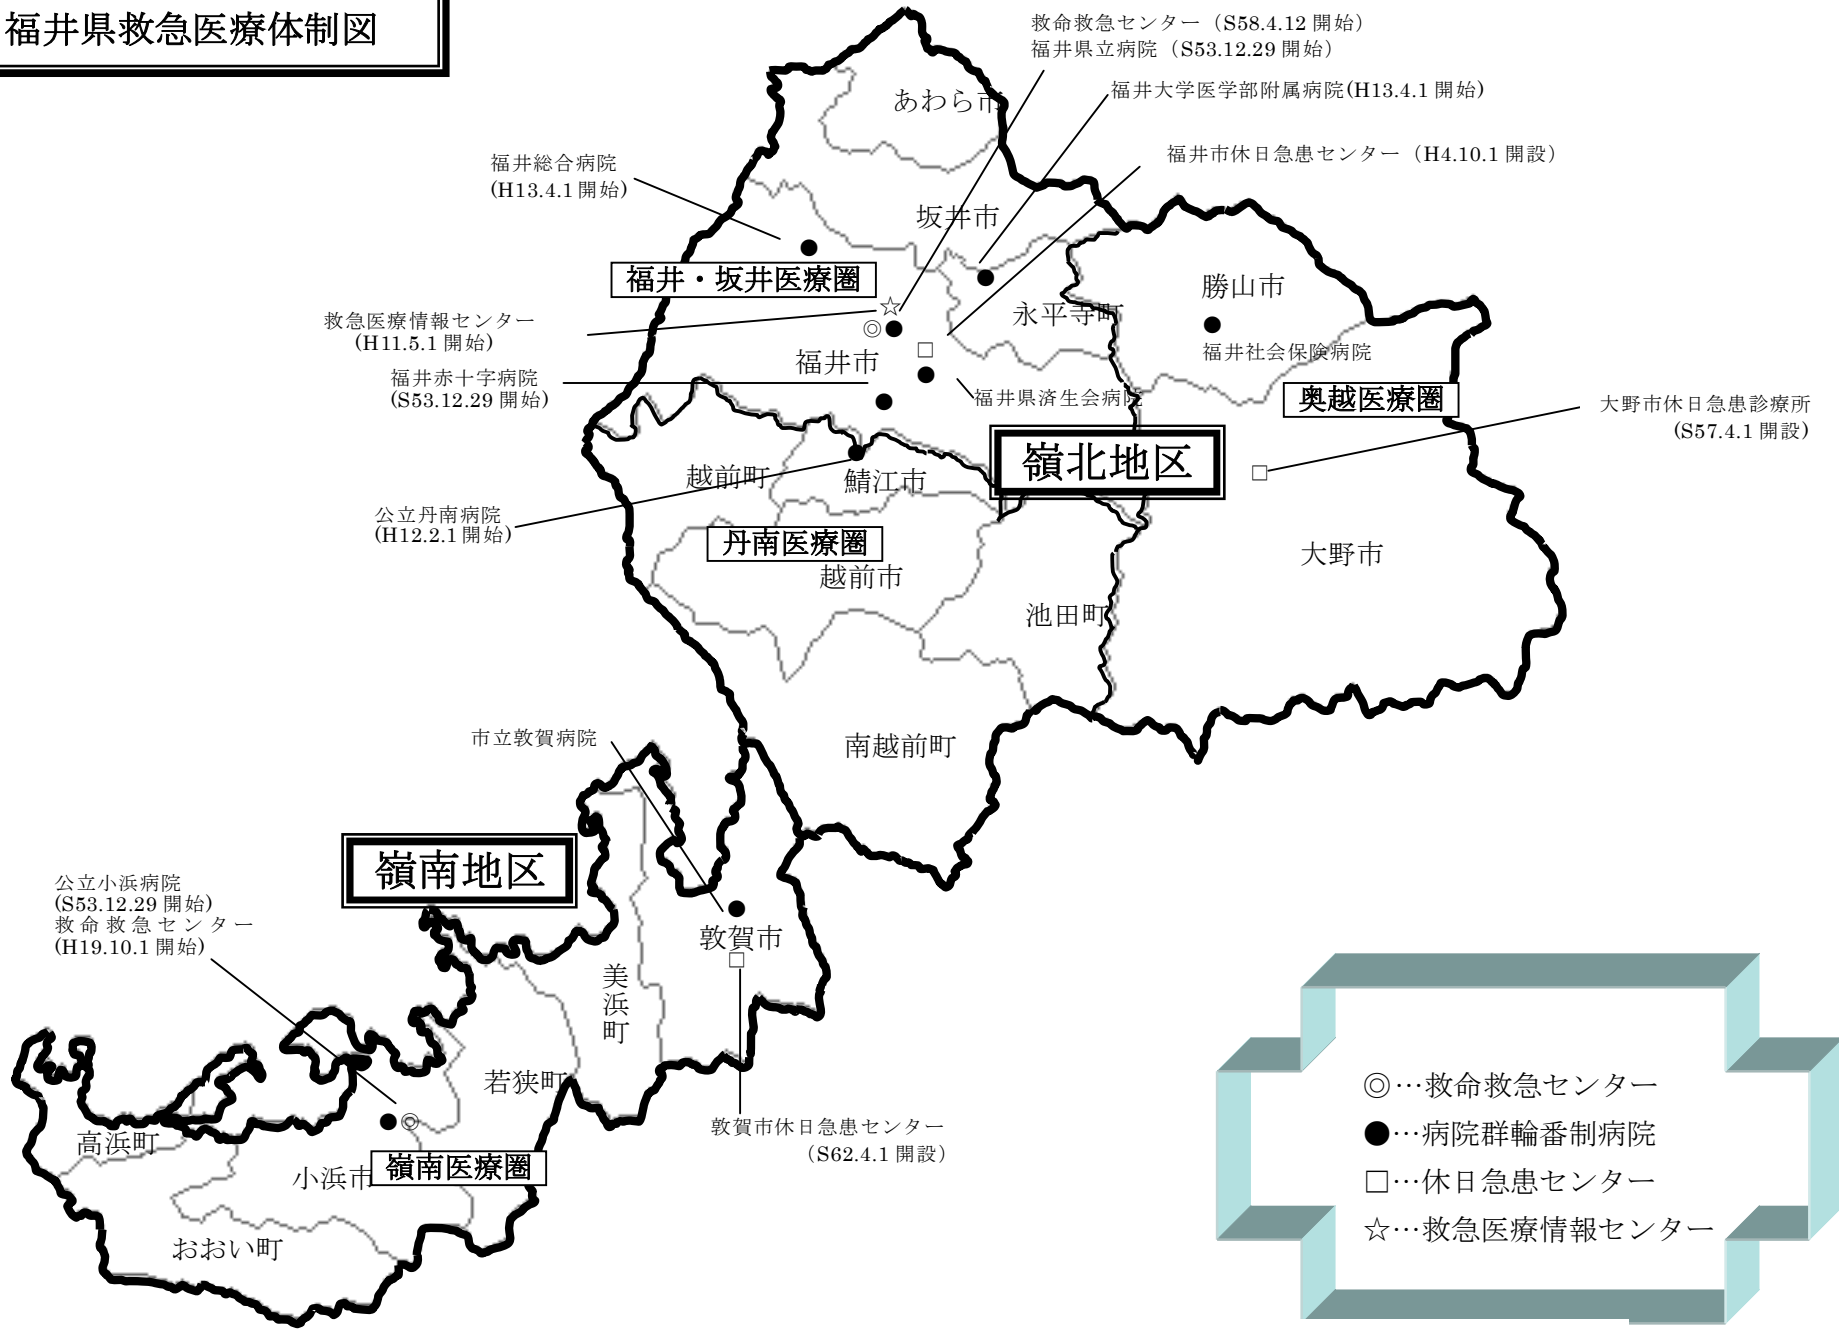 福井県救急医療体制図
救命救急センター（S58.4.12 開始）
福井県立病院（S53.12.29 開始）
福井大学医学部附属病院(H13.4.1 開始)
あわら市
福井市休日急患センター（H4.10.1 開設）
福井総合病院
(H13.4.1 開始)
坂井市
福井・坂井医療圏
勝山市
永平寺町
救急医療情報センター
(H11.5.1 開始)
☆
◎●
福井市
□
福井社会保険病院
福井赤十字病院
(S53.12.29 開始)
福井県済生会病院
奥越医療圏
大野市休日急患診療所
(S57.4.1 開設)
嶺北地区
□
越前町
鯖江市
公立丹南病院
(H12.2.1 開始)
丹南医療圏
大野市
越前市
池田町
南越前町
市立敦賀病院
嶺南地区
公立小浜病院
(S53.12.29 開始)
救命救急センター
(H19.10.1 開始)
敦賀市
□
美浜町
若狭町
●◎
敦賀市休日急患センター
（S62.4.1 開設）
高浜町
嶺南医療圏
小浜市
おおい町
◎…救命救急センター
●…病院群輪番制病院
□…休日急患センター
☆…救急医療情報センター